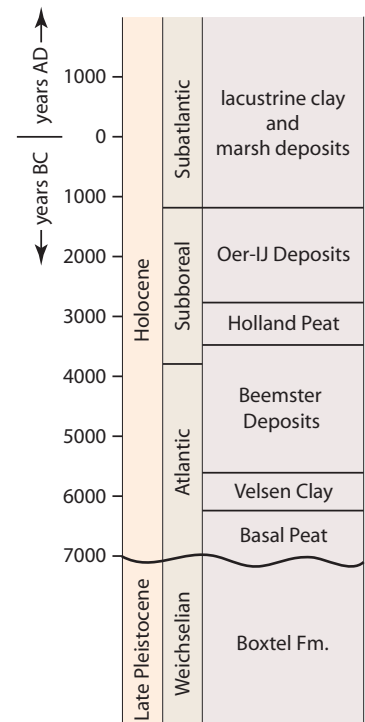 years AD
years BC
1000
0
1000
2000
3000
4000
5000
6000
7000
Holocene
Late Pleistocene
Subatlantic
Subboreal
Atlantic
Weichselian
lacustrine clay
and
marsh deposits
Oer-IJ Deposits
Holland Peat
Beemster
Deposits
Velsen Clay
Basal Peat
Boxtel Fm.